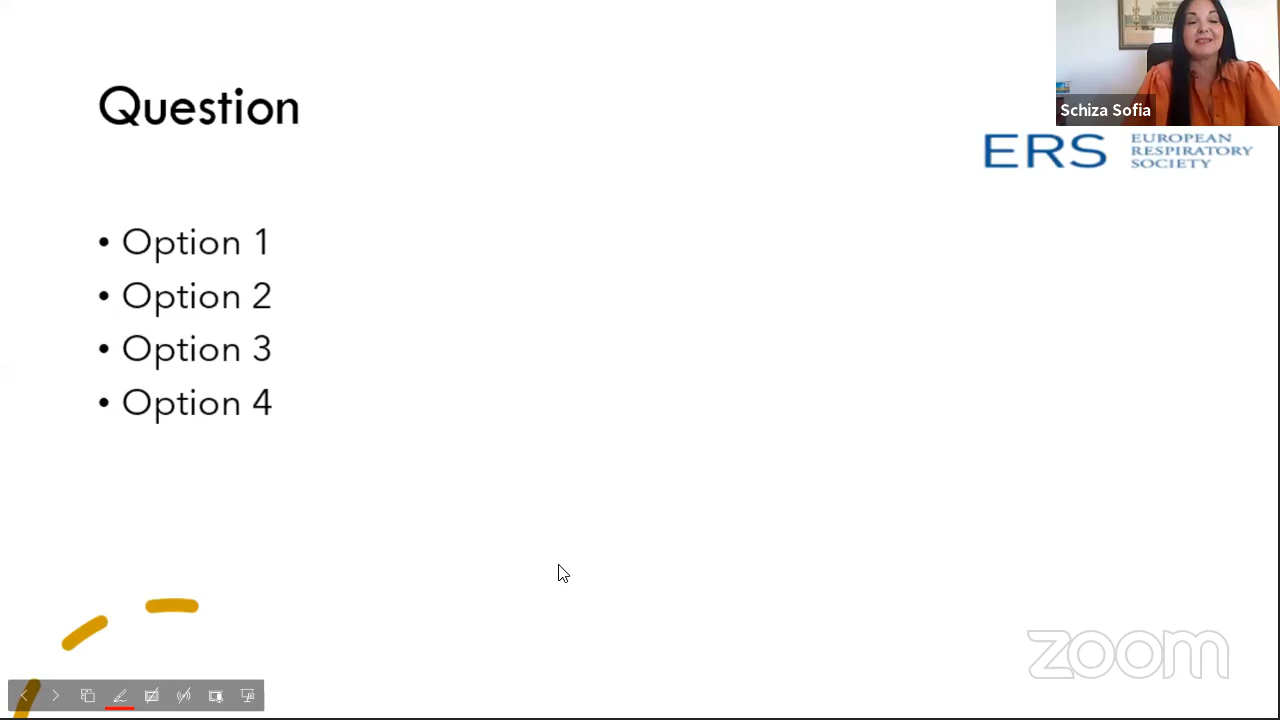 Question
Schiza Sofia
ERS
EUROPEAN
RESPIRATORY
SOCIETY
• Option 1
• Option 2
• Option 3
• Option 4
zoom